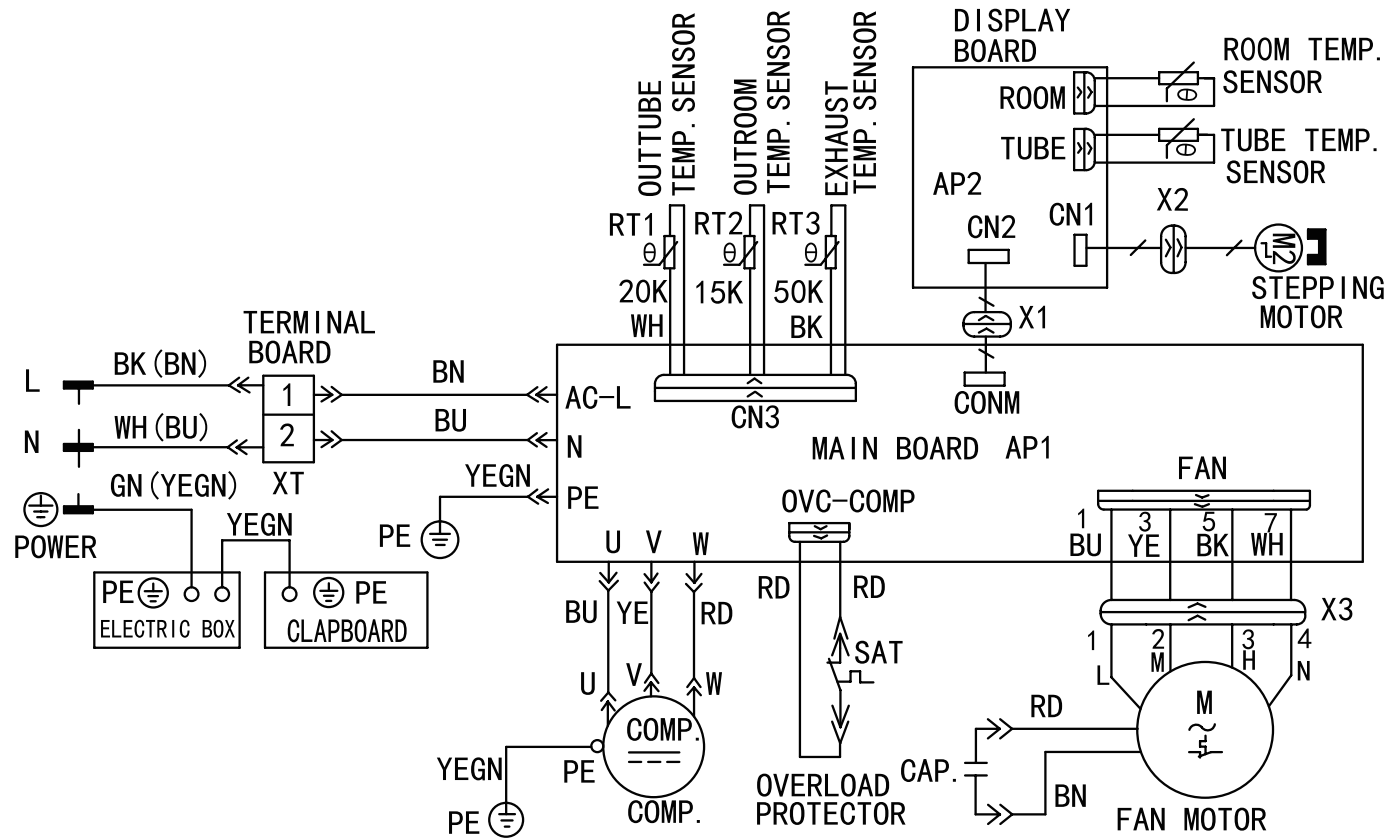 DISPLAY
BOARD
OUTTUBE
TEMP. SENSOR
OUTROOM
TEMP. SENSOR
EXHAUST
TEMP. SENSOR
ROOM
ROOM TEMP.
SENSOR
TUBE
TUBE TEMP.
SENSOR
AP2
CN2
CN1
X2
M2
STEPPING
MOTOR
RT1
RT2
RT3
θ
θ
θ
20K
15K
50K
WH
BK
X1
TERMINAL
BOARD
L
BK(BN)
1
BN
AC-L
CN3
CONM
N
WH(BU)
2
BU
N
MAIN BOARD AP1
XT
GN(YEGN)
YEGN
PE
FAN
POWER
YEGN
PE
OVC-COMP
1 3 5 7
BU YE BK WH
U V W
PE
ELECTRIC BOX
PE
CLAPBOARD
BU YE RD
RD RD
X3
SAT
1 2 3 4
L M H N
U V W
COMP.
YEGN
PE
PE
COMP.
OVERLOAD
PROTECTOR
CAP.
RD
BN
M
FAN MOTOR